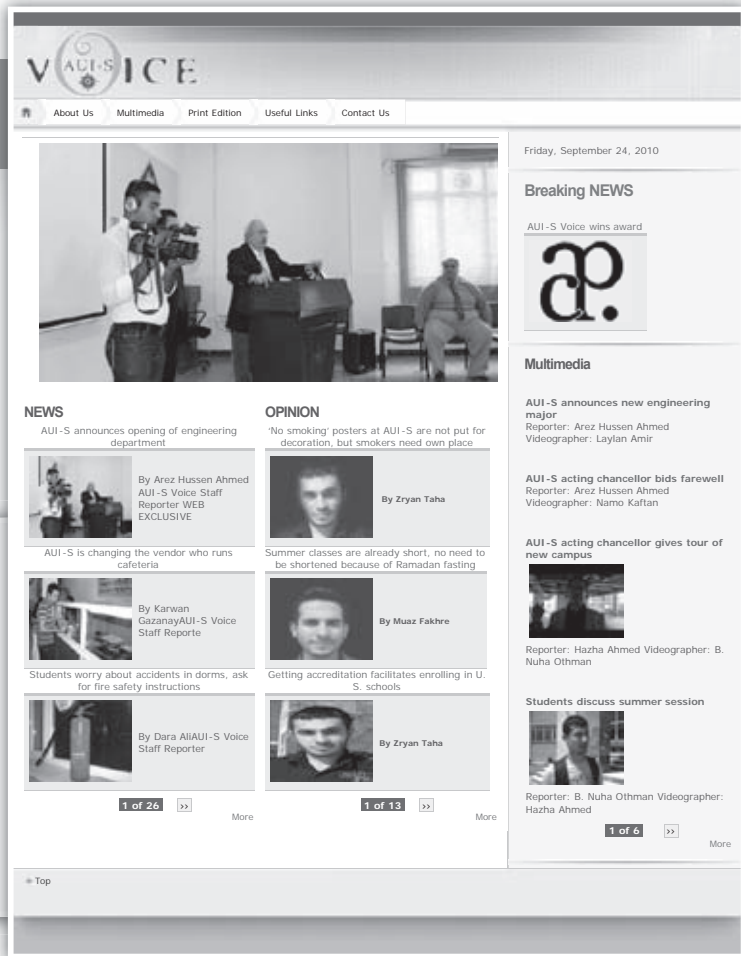 VOICE
AUI-S
About Us
Multimedia
Print Edition
Useful Links
Contact Us
Friday, September 24, 2010
Breaking NEWS
AUI-S Voice wins award
ap.
NEWS
AUI-S announces opening of engineering
department
By Arez Hussen Ahmed
AUI-S Voice Staff
Reporter WEB
EXCLUSIVE
AUI-S is changing the vendor who runs
cafeteria
By Karwan
GazanayAUI-S Voice
Staff Reporte
Students worry about accidents in dorms, ask
for fire safety instructions
By Dara AliAUI-S Voice
Staff Reporter
1 of 26
››
More
OPINION
'No smoking' posters at AUI-S are not put for
decoration, but smokers need own place
By Zryan Taha
Summer classes are already short, no need to
be shortened because of Ramadan fasting
By Muaz Fakhre
Getting accreditation facilitates enrolling in U.
S. schools
By Zryan Taha
1 of 13
››
More
Multimedia
AUI-S announces new engineering
major
Reporter: Arez Hussen Ahmed
Videographer: Laylan Amir
AUI-S acting chancellor bids farewell
Reporter: Arez Hussen Ahmed
Videographer: Namo Kaftan
AUI-S acting chancellor gives tour of
new campus
Reporter: Hazha Ahmed Videographer: B.
Nuha Othman
Students discuss summer session
Reporter: B. Nuha Othman Videographer:
Hazha Ahmed
1 of 6
››
More
Top